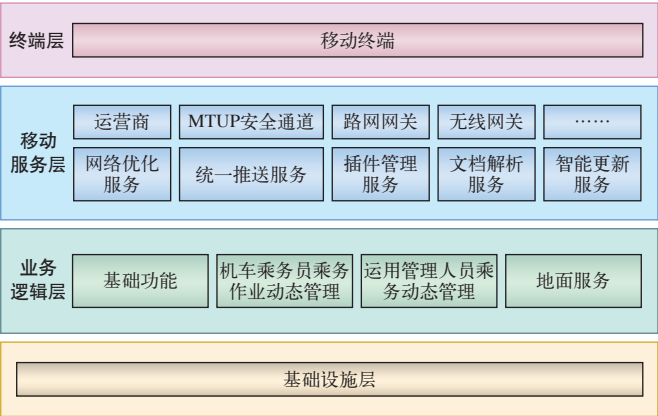 终端层
移动终端
移动
服务层
运营商
MTUP安全通道
路网网关
无线网关
……
网络优化
服务
统一推送服务
插件管理
服务
文档解析
服务
智能更新
服务
业务
逻辑层
基础功能
机车乘务员乘务
作业动态管理
运用管理人员乘
务动态管理
地面服务
基础设施层